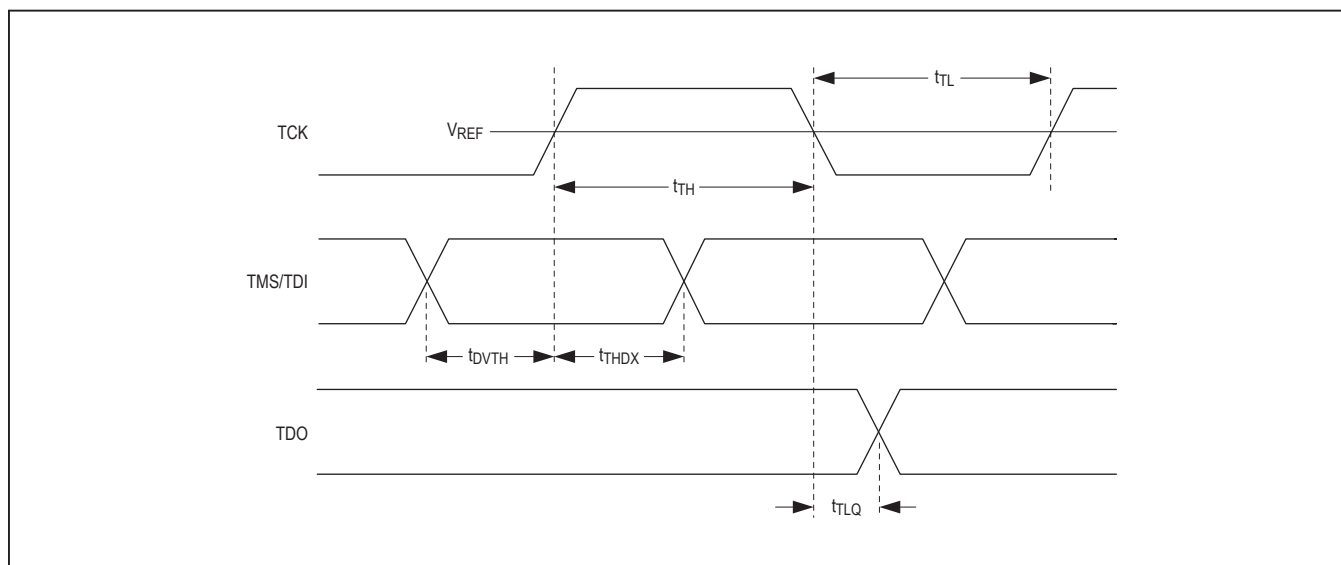 tTL
TCK
VREF
tTH
TMS/TDI
tDVTH
tTHDX
TDO
tTLQ